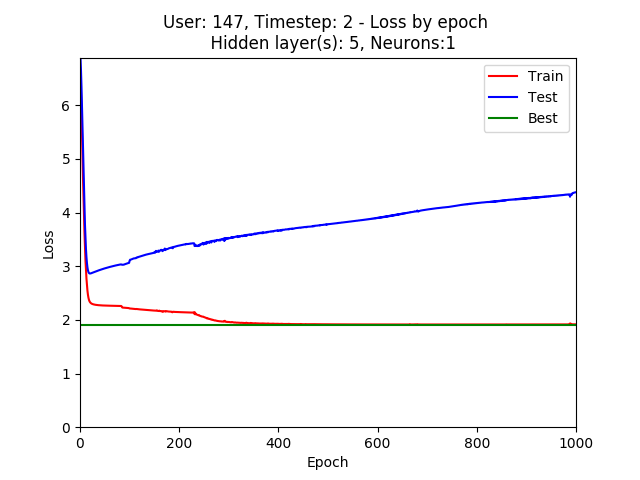 User: 147, Timestep: 2 - Loss by epoch
Hidden layer(s): 5, Neurons:1
Train
Test
Best
6
5
4
3
2
1
0
Loss
0 200 400 600 800 1000
Epoch